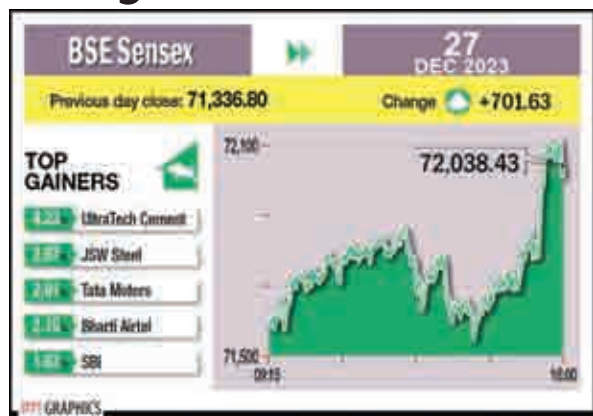 BSE Sensex
27
DEC 2023
Previous day close: 71,336.80
Change +701.63
TOP
GAINERS
UltraTech Cement
JSW Steel
Tata Motors
Bharti Airtel
SBI
72,100
72,038.43
71,500
09:15
16:00
GRAPHICS